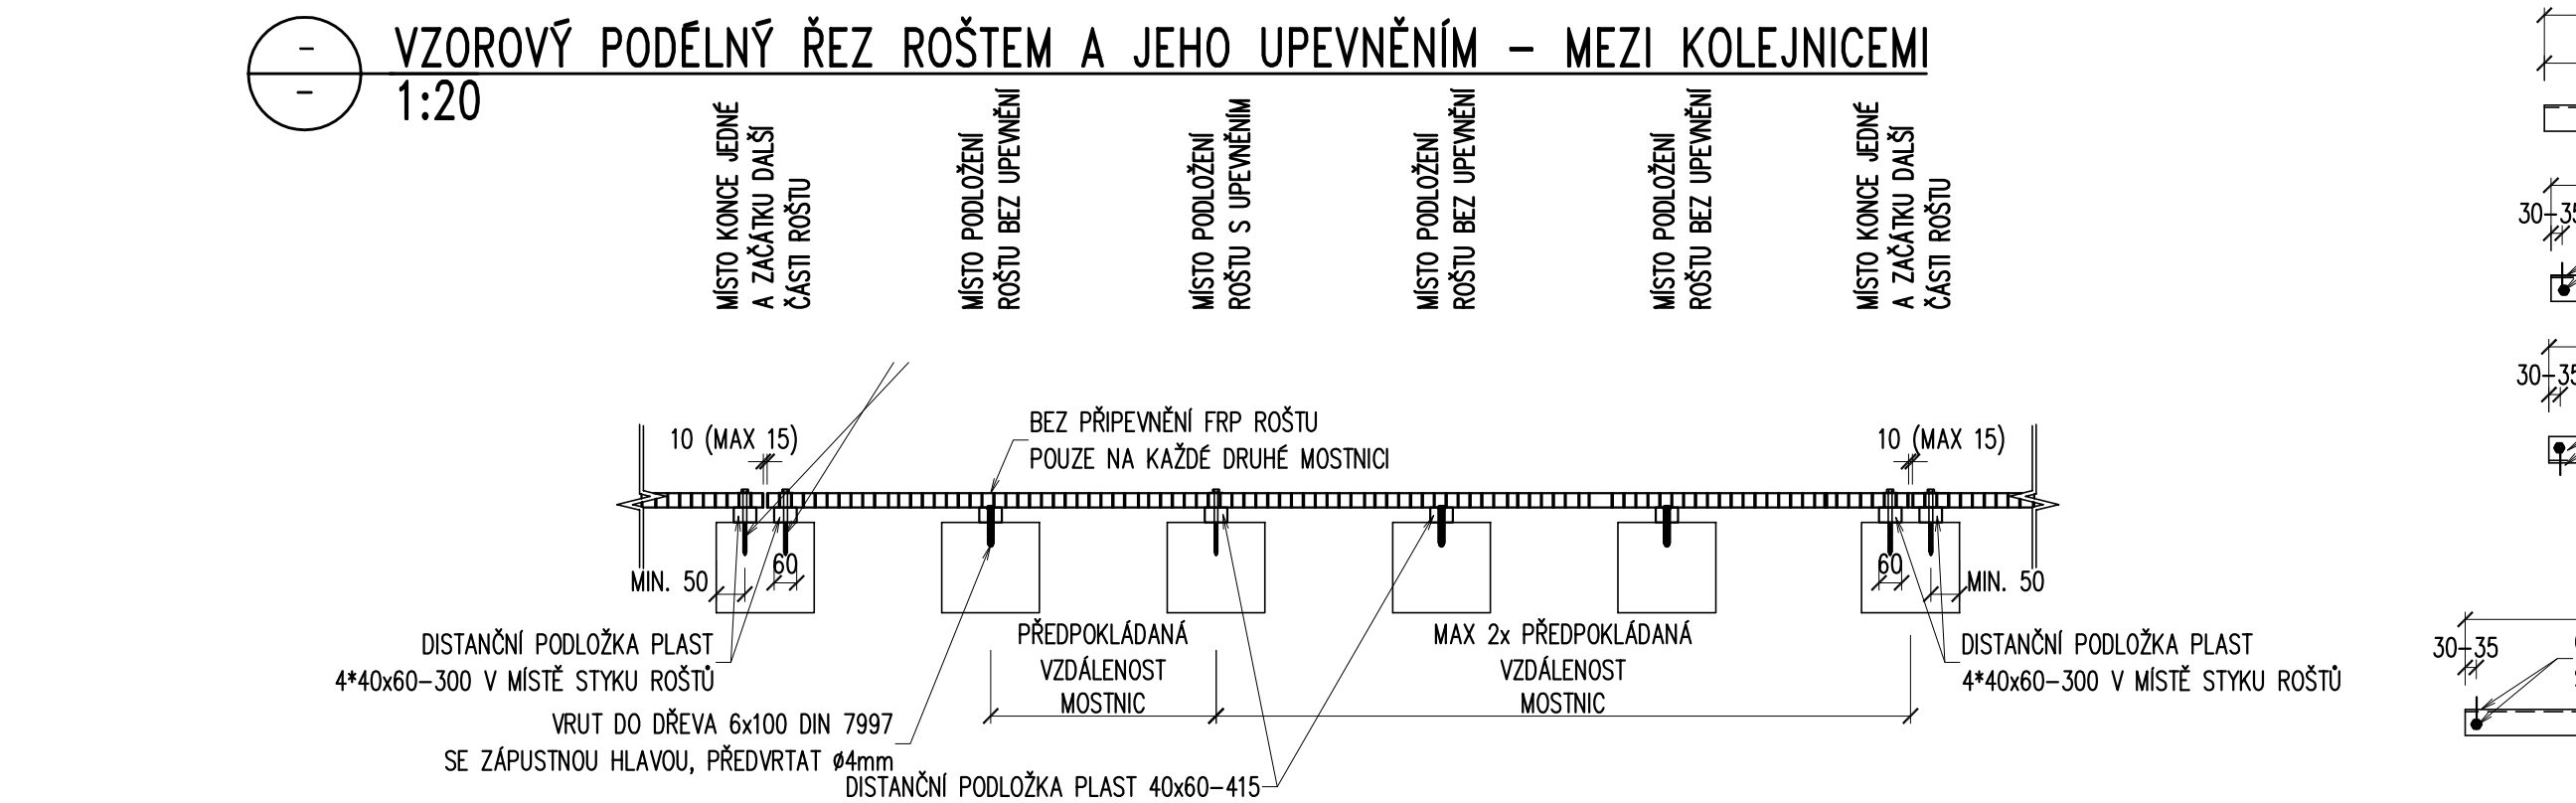 -
VZOROVÝ PODÉLNÝ ŘEZ ROŠTEM A JEHO UPEVNĚNÍM - MEZI KOLEJNICEMI
-
1:20
MÍSTO KONCE JEDNÉ
A ZAČÁTKU DALŠÍ
ČÁSTI ROŠTU
MÍSTO PODLOŽENÍ
ROŠTU BEZ UPEVNĚNÍ
MÍSTO PODLOŽENÍ
ROŠTU S UPEVNĚNÍM
MÍSTO PODLOŽENÍ
ROŠTU BEZ UPEVNĚNÍ
MÍSTO PODLOŽENÍ
ROŠTU BEZ UPEVNĚNÍ
MÍSTO KONCE JEDNÉ
A ZAČÁTKU DALŠÍ
ČÁSTI ROŠTU
10 (MAX 15)
BEZ PŘIPEVNĚNÍ FRP ROŠTU
POUZE NA KAŽDÉ DRUHÉ MOSTNICI
10 (MAX 15)
MIN. 50
60
60
MIN. 50
DISTANČNÍ PODLOŽKA PLAST
4*40x60-300 V MÍSTĚ STYKU ROŠTŮ
PŘEDPOKLÁDANÁ
VZDÁLENOST
MOSTNIC
MAX 2x PŘEDPOKLÁDANÁ
VZDÁLENOST
MOSTNIC
DISTANČNÍ PODLOŽKA PLAST
4*40x60-300 V MÍSTĚ STYKU ROŠTŮ
VRUT DO DŘEVA 6x100 DIN 7997
SE ZÁPUSTNOU HLAVOU, PŘEDVRTAT ø4mm
DISTANČNÍ PODLOŽKA PLAST 40x60-415
30-35
30-35
30-35